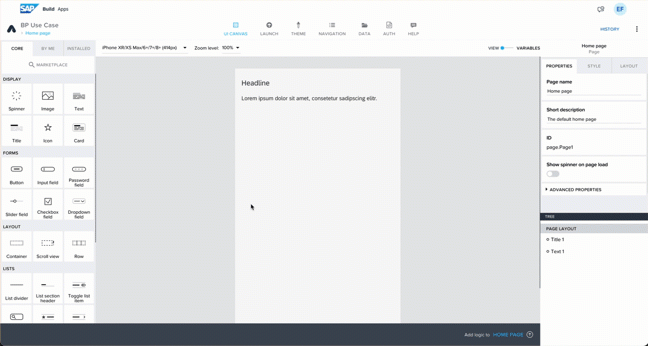 SAP Build Apps
EF
BP Use Case
< Home page
UI CANVAS
LAUNCH
THEME
NAVIGATION
DATA
AUTH
HELP
HISTORY
CORE
BY ME
INSTALLED
iPhone XR/XS Max/6+/7+/8+ (414px)
Zoom level: 100%
VIEW
VARIABLES
Home page
Page
MARKETPLACE
PROPERTIES
STYLE
LAYOUT
DISPLAY
Spinner
Image
Text
Title
Icon
Card
FORMS
Button
Input field
Password field
Slider field
Checkbox field
Dropdown field
LAYOUT
Container
Scroll view
Row
LISTS
List divider
List section header
Toggle list item
Headline
Lorem ipsum dolor sit amet, consetetur sadipscing elitr.
Page name
Home page
Short description
The default home page
ID
page.Page1
Show spinner on page load
ADVANCED PROPERTIES
TREE
PAGE LAYOUT
Title 1
Text 1
Add logic to HOME PAGE